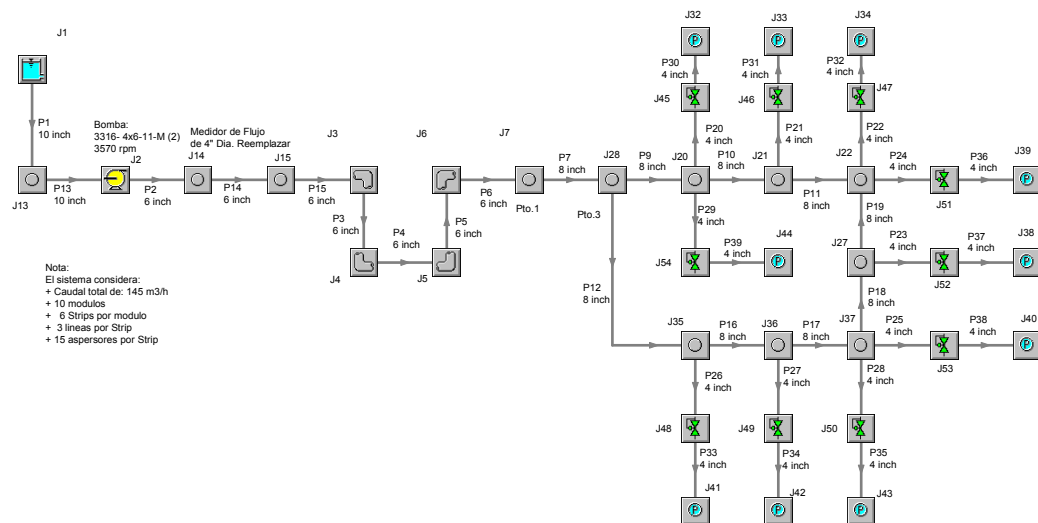 J1
P1
10 inch
Bomba:
3316- 4x6-11-M (2)
3570 rpm
J2
Medidor de Flujo
de 4" Dia. Reemplazar
J14
J15
J3
J6
J7
J13
P13
10 inch
P2
6 inch
P14
6 inch
P15
6 inch
P3
6 inch
J4
P4
6 inch
J5
P5
6 inch
P6
6 inch
Pto.1
P7
8 inch
J28
Pto.3
P9
8 inch
J20
P10
8 inch
J21
P11
8 inch
J22
P24
4 inch
J51
P36
4 inch
J39
J32
P30
4 inch
J45
P20
4 inch
J33
P31
4 inch
J46
P21
4 inch
J34
P32
4 inch
J47
P22
4 inch
P29
4 inch
J54
P39
4 inch
J44
P19
8 inch
J27
P23
4 inch
J52
P37
4 inch
J38
P18
8 inch
P12
8 inch
J35
P16
8 inch
J36
P17
8 inch
J37
P25
4 inch
J53
P38
4 inch
J40
P26
4 inch
J48
P33
4 inch
J41
P27
4 inch
J49
P34
4 inch
J42
P28
4 inch
J50
P35
4 inch
J43
Nota:
El sistema considera:
+ Caudal total de: 145 m3/h
+ 10 modulos
+ 6 Strips por modulo
+ 3 lineas por Strip
+ 15 aspersores por Strip
P
P
P
P
P
P
P
P
P
P